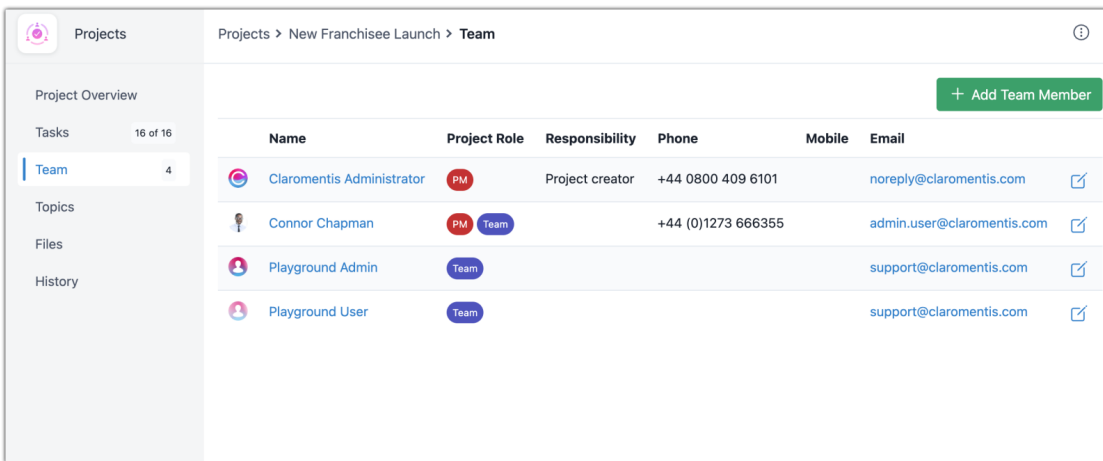 Projects
Projects > New Franchisee Launch > Team
Project Overview
+ Add Team Member
Tasks 16 of 16
Name Project Role Responsibility Phone Mobile Email
Team 4
Claromentis Administrator PM Project creator +44 0800 409 6101 noreply@claromentis.com
Topics
Connor Chapman PM Team +44 (0)1273 666355 admin.user@claromentis.com
Files
Playground Admin Team support@claromentis.com
History
Playground User Team support@claromentis.com